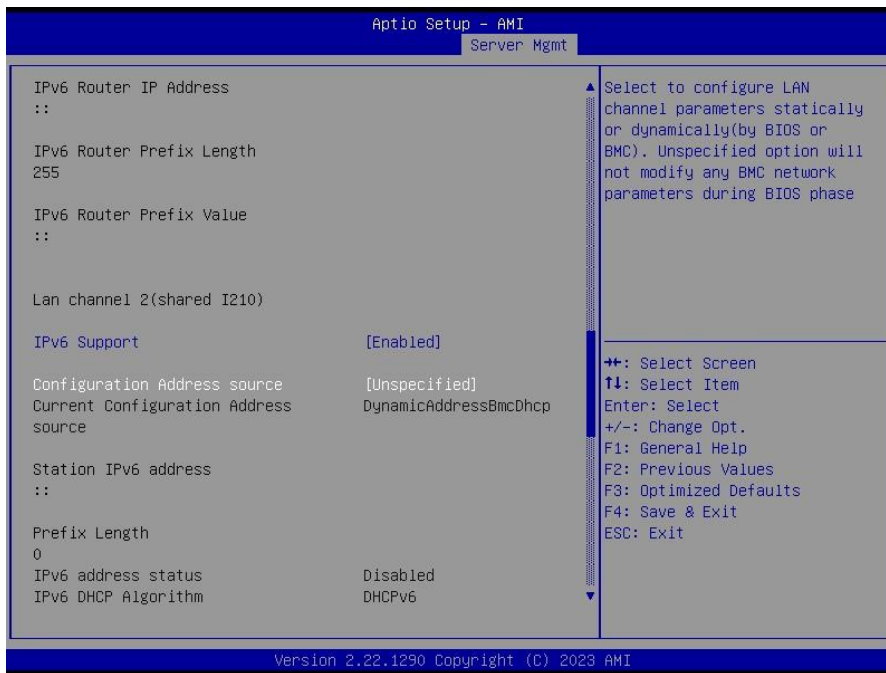 Aptio Setup – AMI
Server Mgmt
IPv6 Router IP Address
::
IPv6 Router Prefix Length
255
IPv6 Router Prefix Value
::
Lan channel 2(shared I210)
IPv6 Support [Enabled]
Configuration Address source [Unspecified]
Current Configuration Address DynamicAddressBmcDhcp
source
Station IPv6 address
::
Prefix Length
0
IPv6 address status Disabled
IPv6 DHCP Algorithm DHCPv6
Select to configure LAN
channel parameters statically
or dynamically(by BIOS or
BMC). Unspecified option will
not modify any BMC network
parameters during BIOS phase
→←: Select Screen
↑↓: Select Item
Enter: Select
+/-: Change Opt.
F1: General Help
F2: Previous Values
F3: Optimized Defaults
F4: Save & Exit
ESC: Exit
Version 2.22.1290 Copyright (C) 2023 AMI